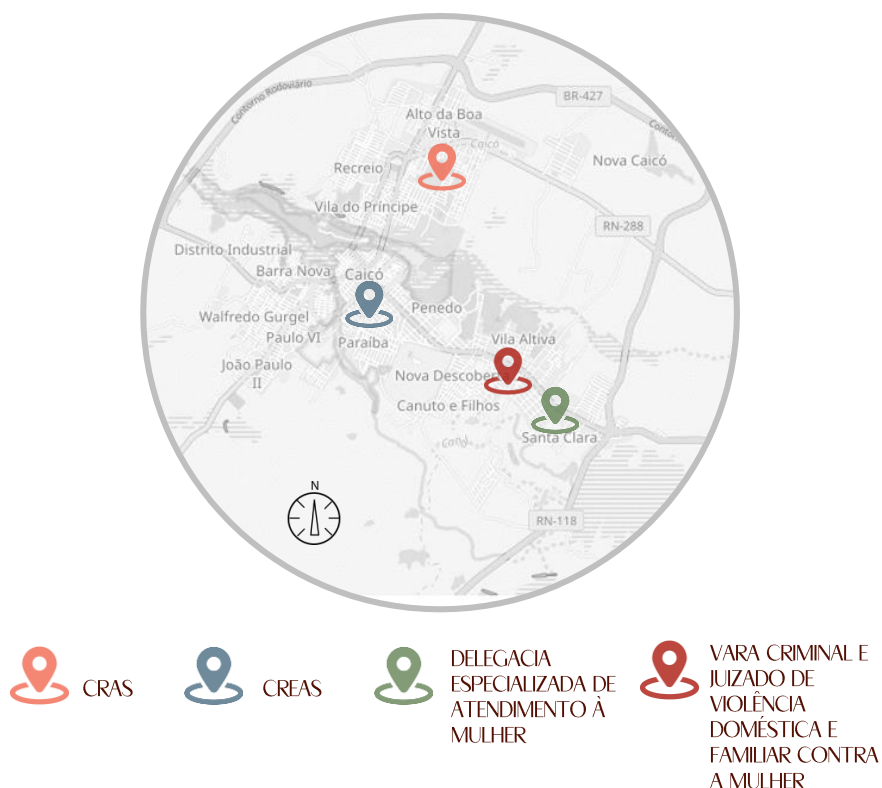 Contorno Rodoviário
BR-427
Alto da Boa
Vista
Caicó
Recreio
Nova Caicó
Vila do Príncipe
RN-288
Distrito Industrial
Barra Nova
Caicó
Walfredo Gurgel
Penedo
Paulo VI
Paraíba
Vila Altiva
João Paulo
II
Nova Descober
Canuto e Filhos
Santa Clara
RN-118
N
CRAS
CREAS
DELEGACIA
ESPECIALIZADA DE
ATENDIMENTO À
MULHER
VARA CRIMINAL E
JUIZADO DE
VIOLÊNCIA
DOMÉSTICA E
FAMILIAR CONTRA
A MULHER